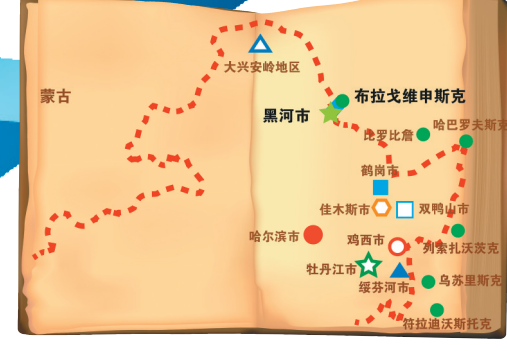 大兴安岭地区
蒙古
布拉戈维申斯克
黑河市
哈巴罗夫斯克
比罗比詹
鹤岗市
佳木斯市
双鸭山市
哈尔滨市
鸡西市
列索扎沃茨克
牡丹江市
绥芬河市
乌苏里斯克
符拉迪沃斯托克